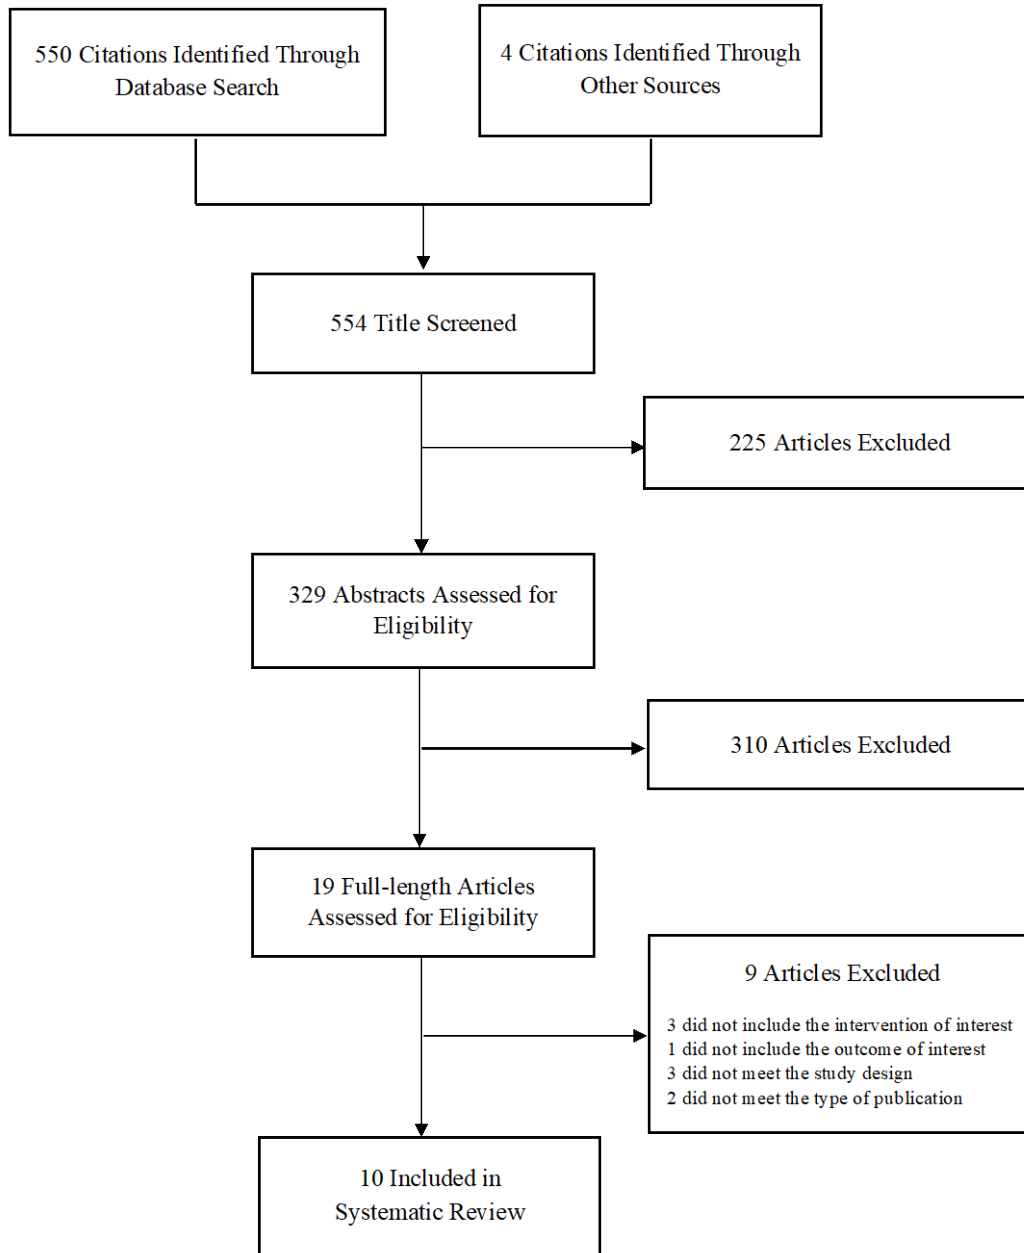 550 Citations Identified Through
Database Search
4 Citations Identified Through
Other Sources
554 Title Screened
225 Articles Excluded
329 Abstracts Assessed for
Eligibility
310 Articles Excluded
19 Full-length Articles
Assessed for Eligibility
9 Articles Excluded
3 did not include the intervention of interest
1 did not include the outcome of interest
3 did not meet the study design
2 did not meet the type of publication
10 Included in
Systematic Review